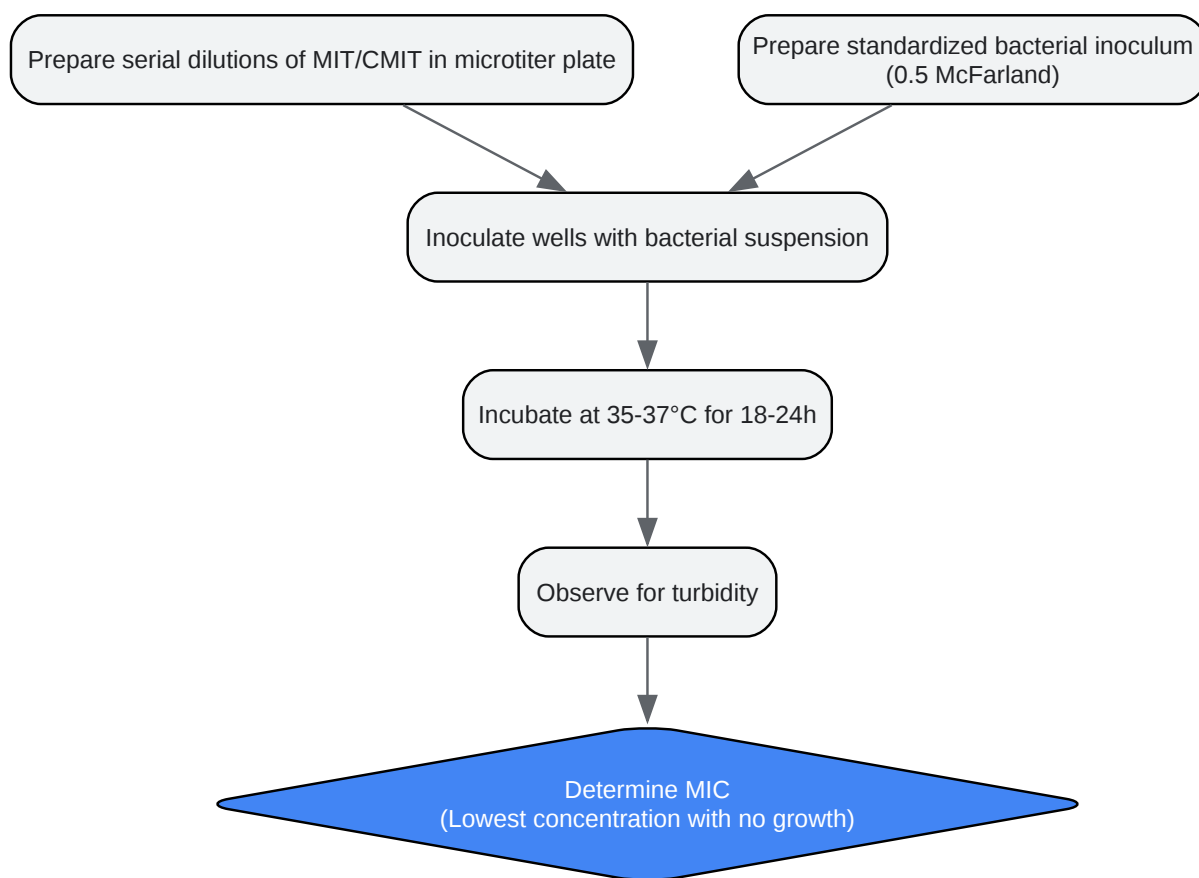 Prepare serial dilutions of MIT/CMIT in microtiter plate
Prepare standardized bacterial inoculum
(0.5 McFarland)
Inoculate wells with bacterial suspension
Incubate at 35-37°C for 18-24h
Observe for turbidity
Determine MIC
(Lowest concentration with no growth)